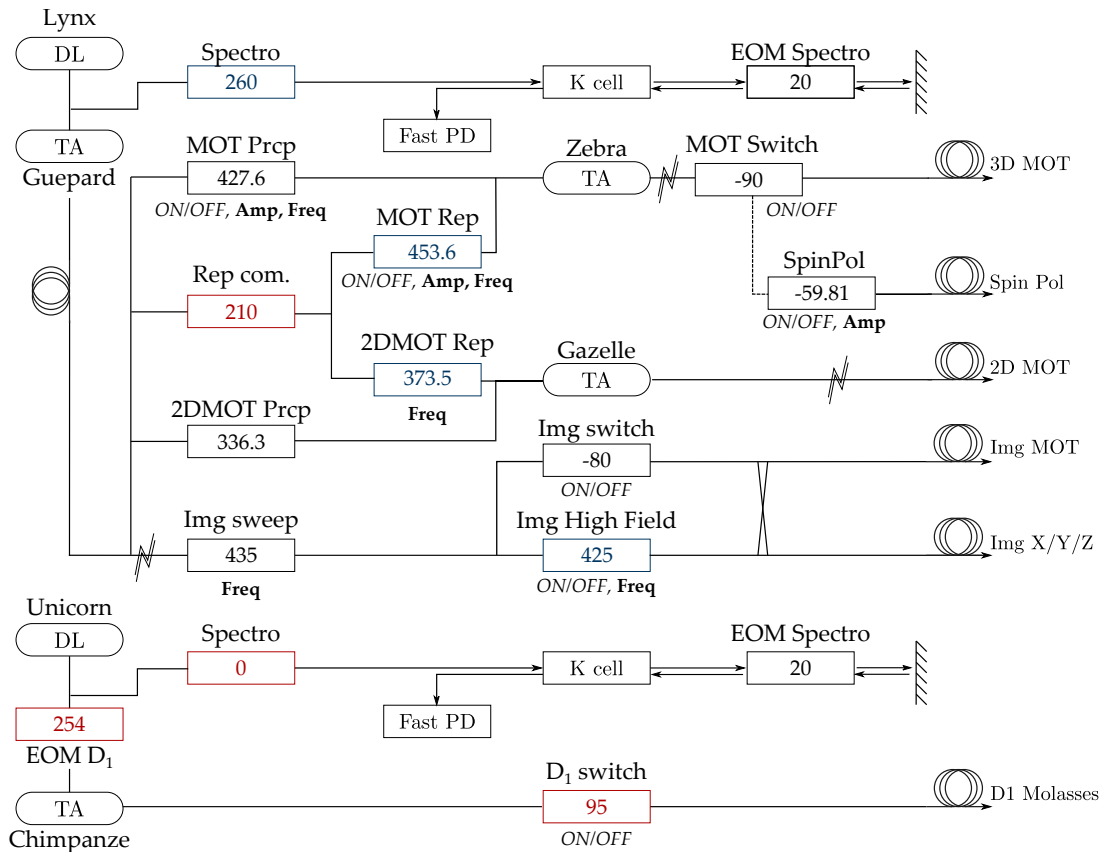 Lynx
DL
Spectro
260
K cell
EOM Spectro
20
Fast PD
TA
Guepard
MOT Prcp
427.6
ON/OFF, Amp, Freq
Zebra
TA
MOT Switch
-90
ON/OFF
3D MOT
MOT Rep
453.6
ON/OFF, Amp, Freq
Rep com.
210
SpinPol
-59.81
ON/OFF, Amp
Spin Pol
2DMOT Rep
373.5
Freq
Gazelle
TA
2D MOT
2DMOT Prcp
336.3
Img switch
-80
ON/OFF
Img MOT
Img sweep
435
Freq
Img High Field
425
ON/OFF, Freq
Img X/Y/Z
Unicorn
DL
Spectro
0
K cell
EOM Spectro
20
Fast PD
254
EOM D₁
TA
Chimpanze
D₁ switch
95
ON/OFF
D1 Molasses